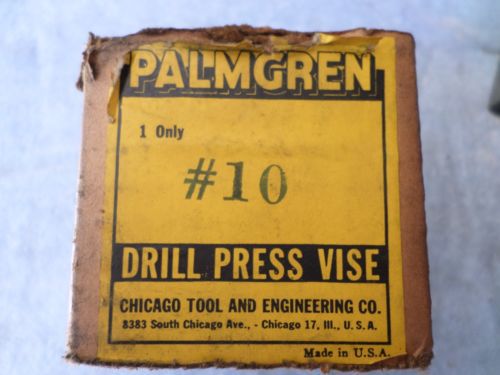 PALMGREN
1 Only
#10
DRILL PRESS VISE
CHICAGO TOOL AND ENGINEERING CO.
8383 South Chicago Ave., - Chicago 17, Ill., U. S. A.
Made in U.S.A.